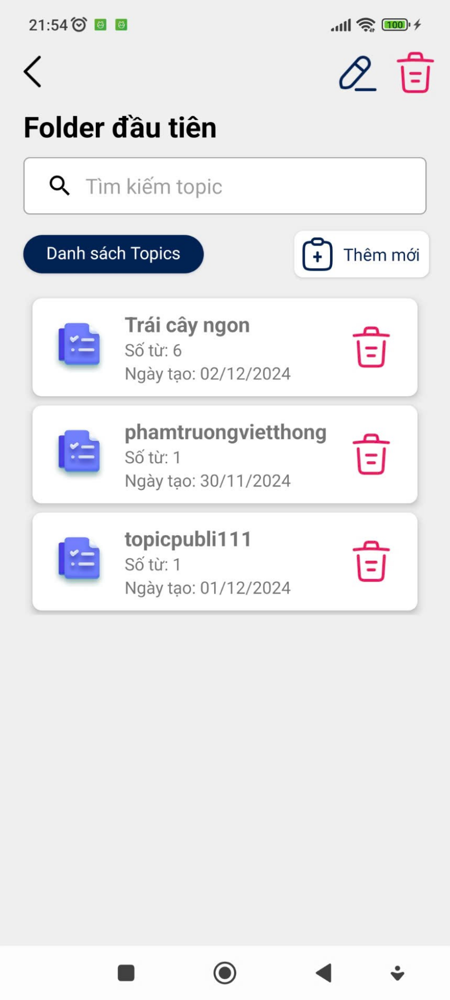 21:54
100
Folder đầu tiên
Tìm kiếm topic
Danh sách Topics
Thêm mới
Trái cây ngon
Số từ: 6
Ngày tạo: 02/12/2024
phamtruongvietthong
Số từ: 1
Ngày tạo: 30/11/2024
topicpubli111
Số từ: 1
Ngày tạo: 01/12/2024